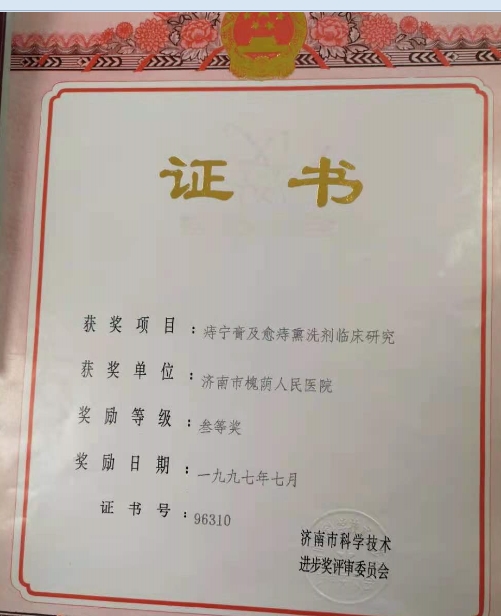 证书
获奖项目：痔宁膏及愈痔熏洗剂临床研究
获奖单位：济南市槐荫人民医院
奖励等级：叁等奖
奖励日期：一九九七年七月
证书号：96310
济南市科学技术
进步奖评审委员会